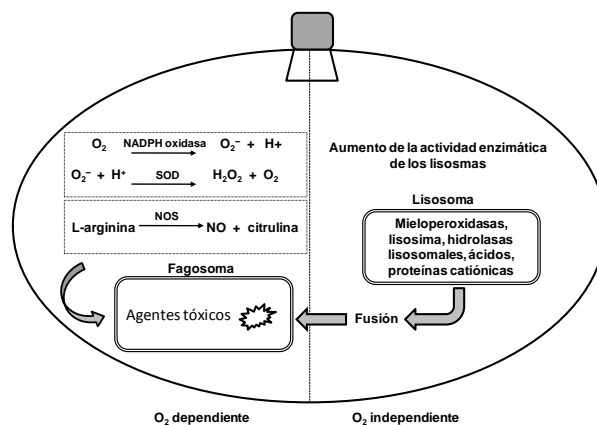 O₂ NADPH oxidasa O₂⁻ + H+
O₂⁻ + H⁺ SOD H₂O₂ + O₂
L-arginina NOS NO + citrulina
Fagosoma
Agentes tóxicos
Aumento de la actividad enzimática
de los lisosmas
Lisosoma
Mieloperoxidasas,
lisosima, hidrolasas
lisosomales, ácidos,
proteínas catiónicas
Fusión
O₂ dependiente
O₂ independiente